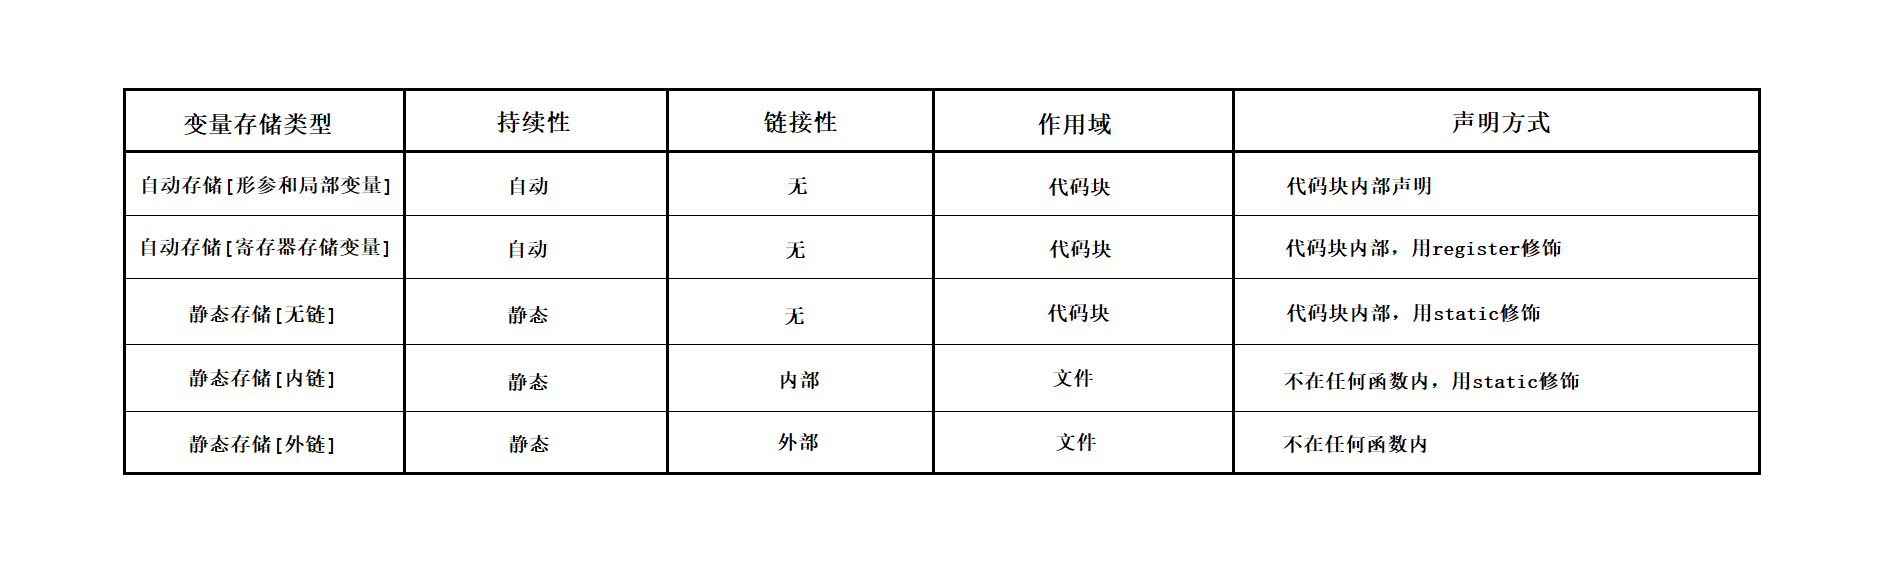 变量存储类型 持续性 链接性 作用域 声明方式
自动存储[形参和局部变量] 自动 无 代码块 代码块内部声明
自动存储[寄存器存储变量] 自动 无 代码块 代码块内部，用register修饰
静态存储[无链] 静态 无 代码块 代码块内部，用static修饰
静态存储[内链] 静态 内部 文件 不在任何函数内，用static修饰
静态存储[外链] 静态 外部 文件 不在任何函数内